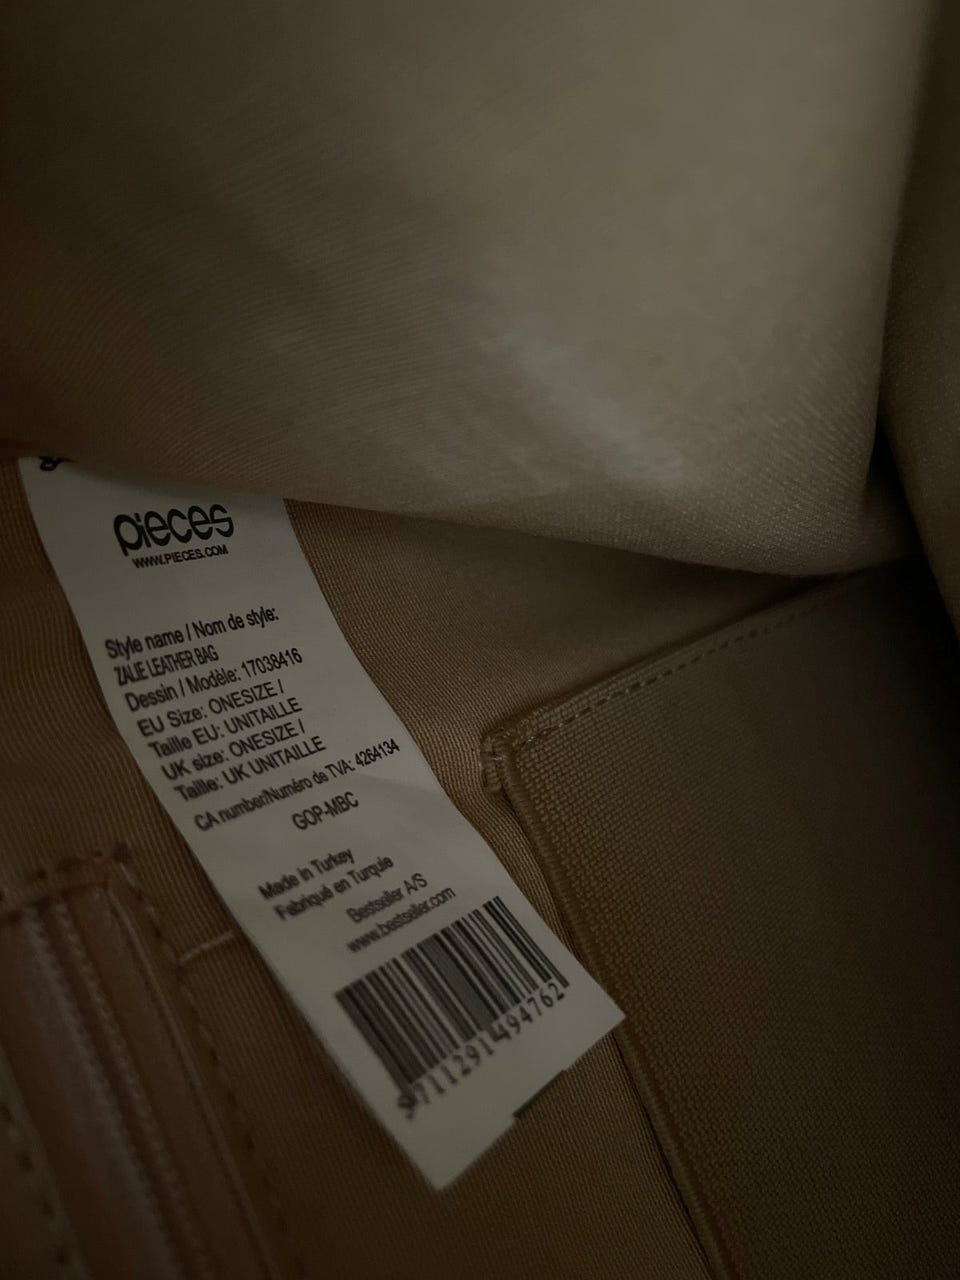 pieces
WWW.PIECES.COM
Style name / Nom de style:
ZALIE LEATHER BAG
Dessin / Modèle: 17038416
EU Size: ONESIZE /
Taille EU: UNITAILLE
UK size: ONESIZE /
Taille: UK UNITAILLE
CA number/Numéro de TVA: 4264134
GOP-MBC
Made in Turkey
Fabriqué en Turquie
Bestseller A/S
www.bestseller.com
5711291494762